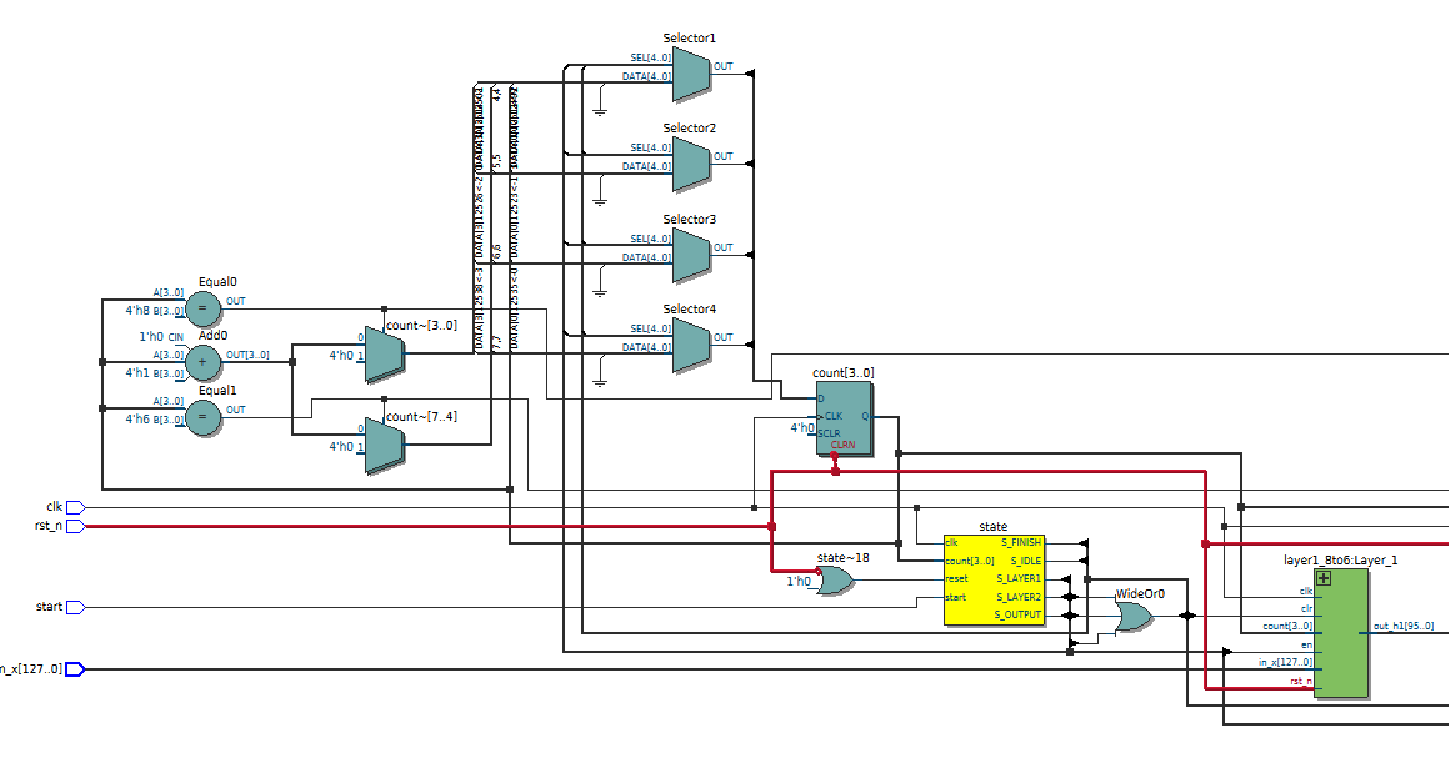 Selector1
SEL[4..0]
DATA[4..0]
OUT
Selector2
SEL[4..0]
DATA[4..0]
OUT
Selector3
SEL[4..0]
DATA[4..0]
OUT
Selector4
SEL[4..0]
DATA[4..0]
OUT
4,4
5,5
6,6
7,7
Equal0
A[3..0]
4'h8 B[3..0]
OUT
Add0
1'h0 CIN
A[3..0]
4'h1 B[3..0]
OUT[3..0]
Equal1
A[3..0]
4'h6 B[3..0]
OUT
count~[3..0]
0
4'h0 1
count~[7..4]
0
4'h0 1
count[3..0]
D
CLK
4'h0 SCLR
CLRN
Q
clk
rst_n
start
n_x[127..0]
state~18
1'h0
state
clk
count[3..0]
reset
start
S_FINISH
S_IDLE
S_LAYER1
S_LAYER2
S_OUTPUT
WideOr0
layer1_8to6:Layer_1
clk
clr
count[3..0]
en
in_x[127..0]
rst_n
out_h1[95..0]